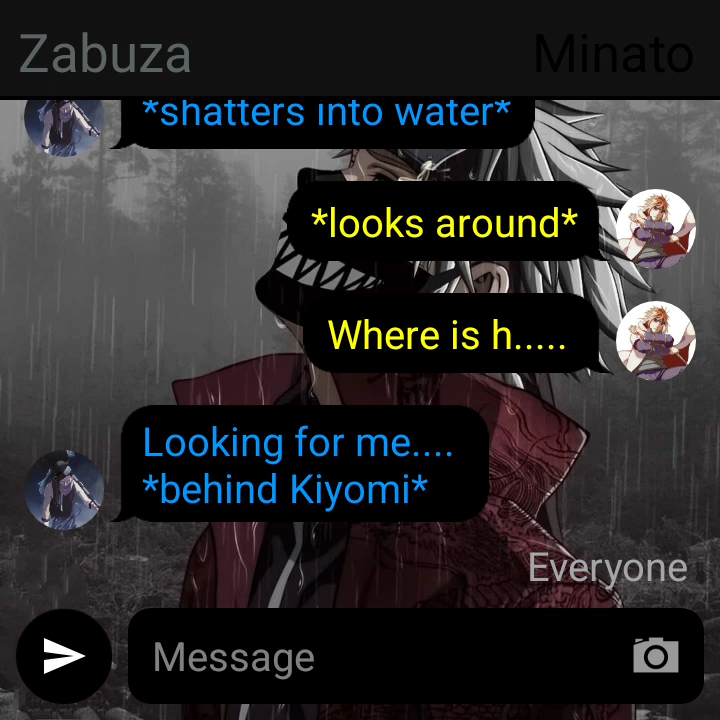 Zabuza
Minato
*shatters into water*
*looks around*
Where is h.....
Looking for me....
*behind Kiyomi*
Everyone
Message